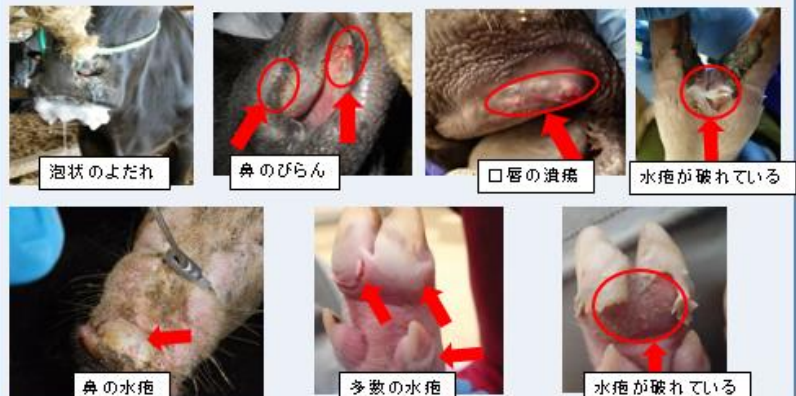 泡状のよだれ
鼻のびらん
口唇の潰瘍
水疱が破れている
鼻の水疱
多数の水疱
水疱が破れている